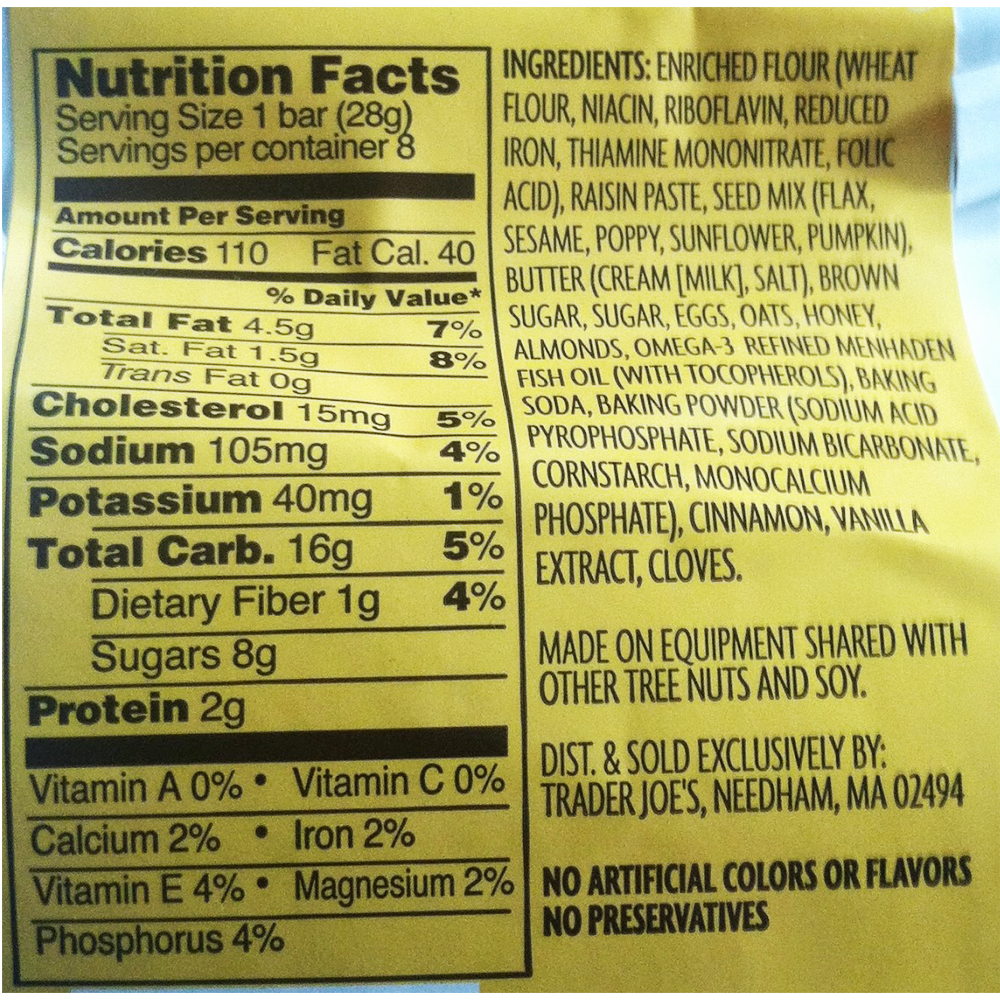 Nutrition Facts
Serving Size 1 bar (28g)
Servings per container 8
Amount Per Serving
Calories 110 Fat Cal. 40
% Daily Value*
Total Fat 4.5g 7%
Sat. Fat 1.5g 8%
Trans Fat 0g
Cholesterol 15mg 5%
Sodium 105mg 4%
Potassium 40mg 1%
Total Carb. 16g 5%
Dietary Fiber 1g 4%
Sugars 8g
Protein 2g
Vitamin A 0% • Vitamin C 0%
Calcium 2% • Iron 2%
Vitamin E 4% • Magnesium 2%
Phosphorus 4%
INGREDIENTS: ENRICHED FLOUR (WHEAT
FLOUR, NIACIN, RIBOFLAVIN, REDUCED
IRON, THIAMINE MONONITRATE, FOLIC
ACID), RAISIN PASTE, SEED MIX (FLAX,
SESAME, POPPY, SUNFLOWER, PUMPKIN),
BUTTER (CREAM [MILK], SALT), BROWN
SUGAR, SUGAR, EGGS, OATS, HONEY,
ALMONDS, OMEGA-3 REFINED MENHADEN
FISH OIL (WITH TOCOPHEROLS), BAKING
SODA, BAKING POWDER (SODIUM ACID
PYROPHOSPHATE, SODIUM BICARBONATE,
CORNSTARCH, MONOCALCIUM
PHOSPHATE), CINNAMON, VANILLA
EXTRACT, CLOVES.
MADE ON EQUIPMENT SHARED WITH
OTHER TREE NUTS AND SOY.
DIST. & SOLD EXCLUSIVELY BY:
TRADER JOE'S, NEEDHAM, MA 02494
NO ARTIFICIAL COLORS OR FLAVORS
NO PRESERVATIVES